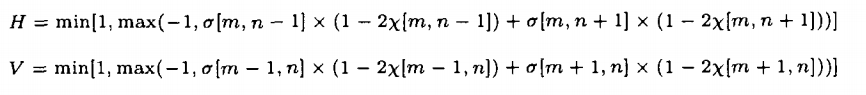 H = min[1, max(−1, σ[m, n − 1] × (1 − 2χ[m, n − 1]) + σ[m, n + 1] × (1 − 2χ[m, n + 1]))]
V = min[1, max(−1, σ[m − 1, n] × (1 − 2χ[m − 1, n]) + σ[m + 1, n] × (1 − 2χ[m + 1, n]))]